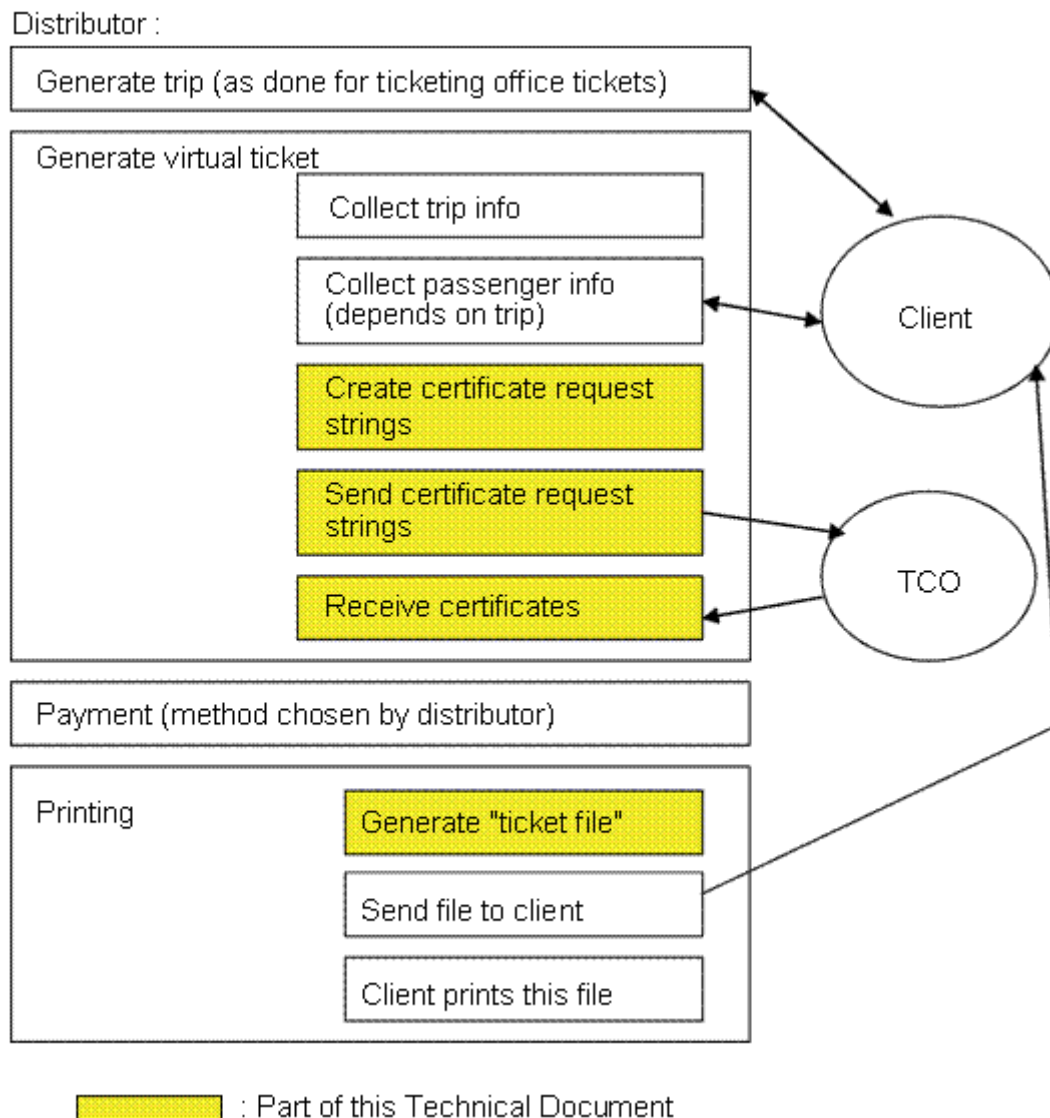 Distributor :
Generate trip (as done for ticketing office tickets)
Generate virtual ticket
Collect trip info
Collect passenger info
(depends on trip)
Client
Create certificate request
strings
Send certificate request
strings
TCO
Receive certificates
Payment (method chosen by distributor)
Printing
Generate "ticket file"
Send file to client
Client prints this file
: Part of this Technical Document